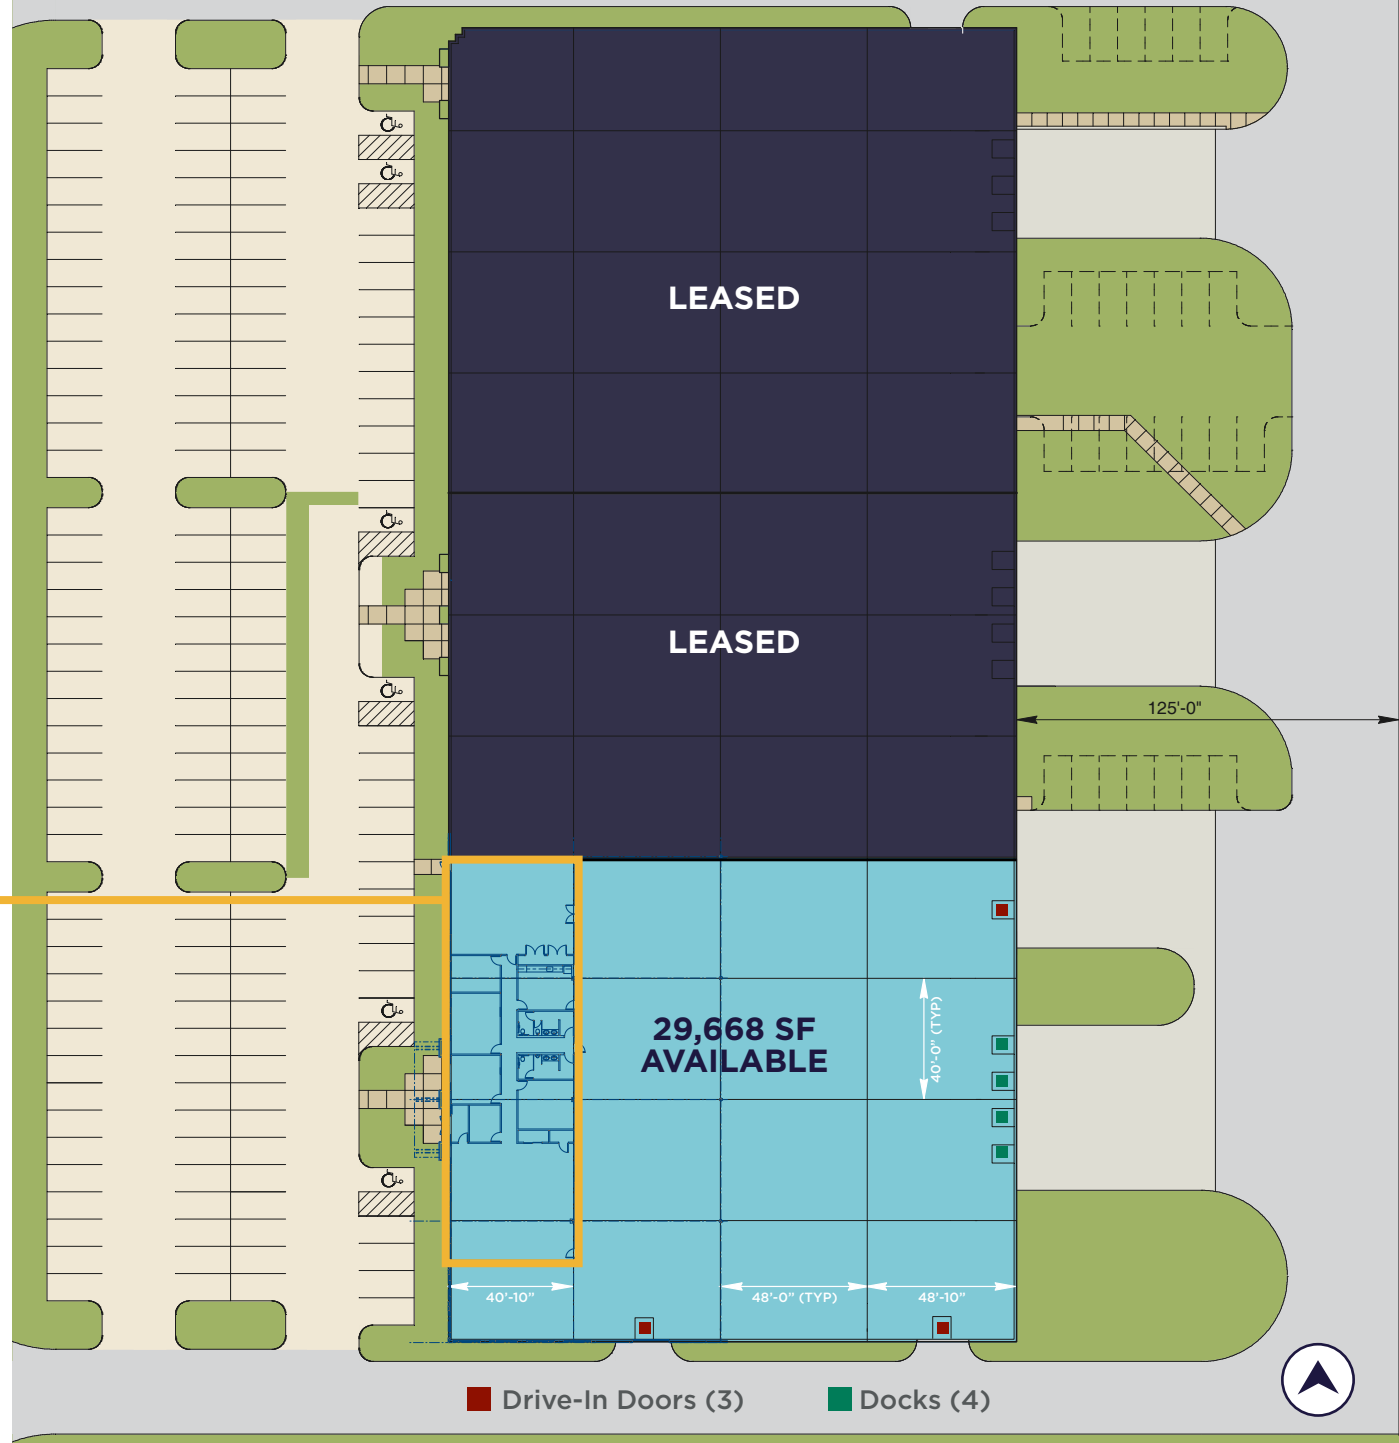 LEASED
LEASED
125'-0"
29,668 SF
AVAILABLE
40'-0" (TYP)
40'-10"
48'-0" (TYP)
48'-10"
Drive-In Doors (3)
Docks (4)